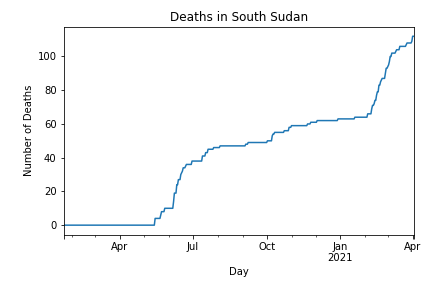 Deaths in South Sudan
Number of Deaths
100
80
60
40
20
0
Apr
Jul
Oct
Jan
2021
Apr
Day